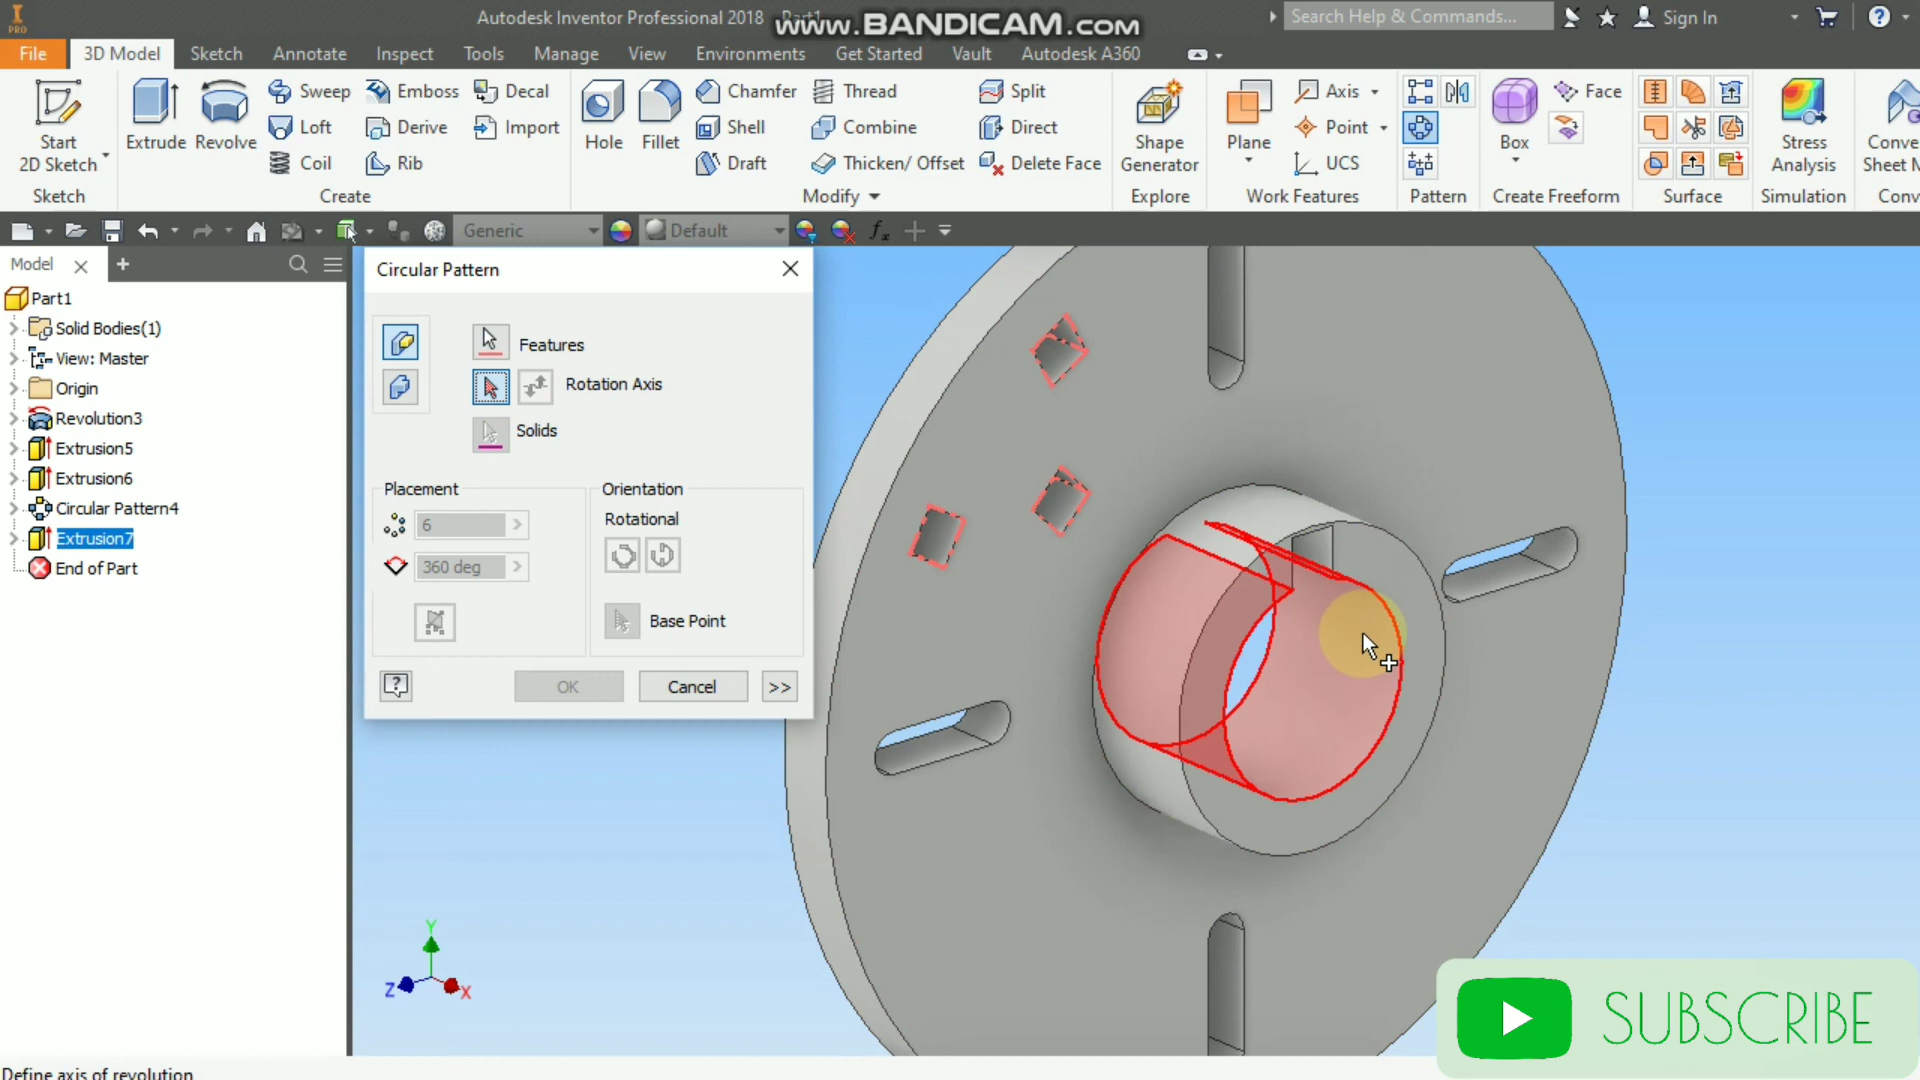 PRO
Autodesk Inventor Professional 2018 Part1
www.BANDICAM.com
Search Help & Commands...
Sign In
File 3D Model Sketch Annotate Inspect Tools Manage View Environments Get Started Vault Autodesk A360
Start
2D Sketch
Extrude
Revolve
Sweep
Loft
Coil
Emboss
Derive
Rib
Decal
Import
Hole
Fillet
Chamfer
Shell
Draft
Thread
Combine
Thicken/ Offset
Split
Direct
Delete Face
Shape
Generator
Plane
Axis
Point
UCS
Box
Face
Stress
Analysis
Conve
Sheet M
Sketch Create Modify Explore Work Features Pattern Create Freeform Surface Simulation Conv
Generic Default fx
Model
Part1
Solid Bodies(1)
View: Master
Origin
Revolution3
Extrusion5
Extrusion6
Circular Pattern4
Extrusion7
End of Part
Circular Pattern
Features
Rotation Axis
Solids
Placement
6
360 deg
Orientation
Rotational
Base Point
? OK Cancel >>
Y
Z X
SUBSCRIBE
Define axis of revolution